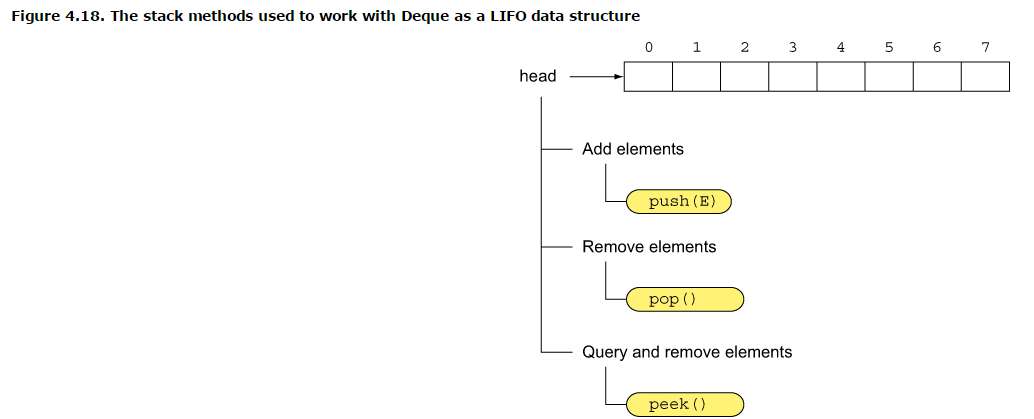 Figure 4.18. The stack methods used to work with Deque as a LIFO data structure
0 1 2 3 4 5 6 7
head
Add elements
push(E)
Remove elements
pop()
Query and remove elements
peek()